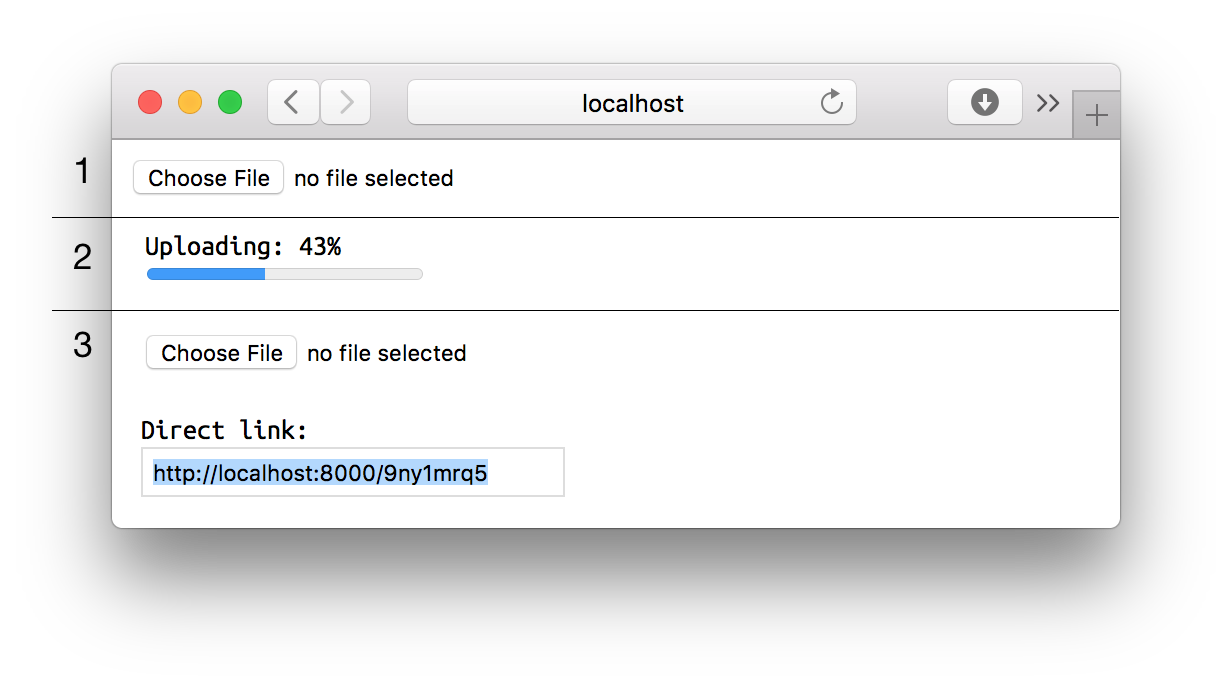 localhost
1
Choose File no file selected
2
Uploading: 43%
3
Choose File no file selected
Direct link:
http://localhost:8000/9ny1mrq5